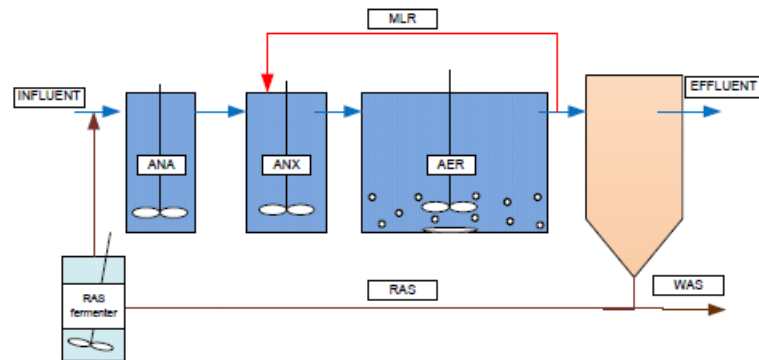 MLR
INFLUENT
EFFLUENT
ANA
ANX
AER
RAS
WAS
RAS
fermenter